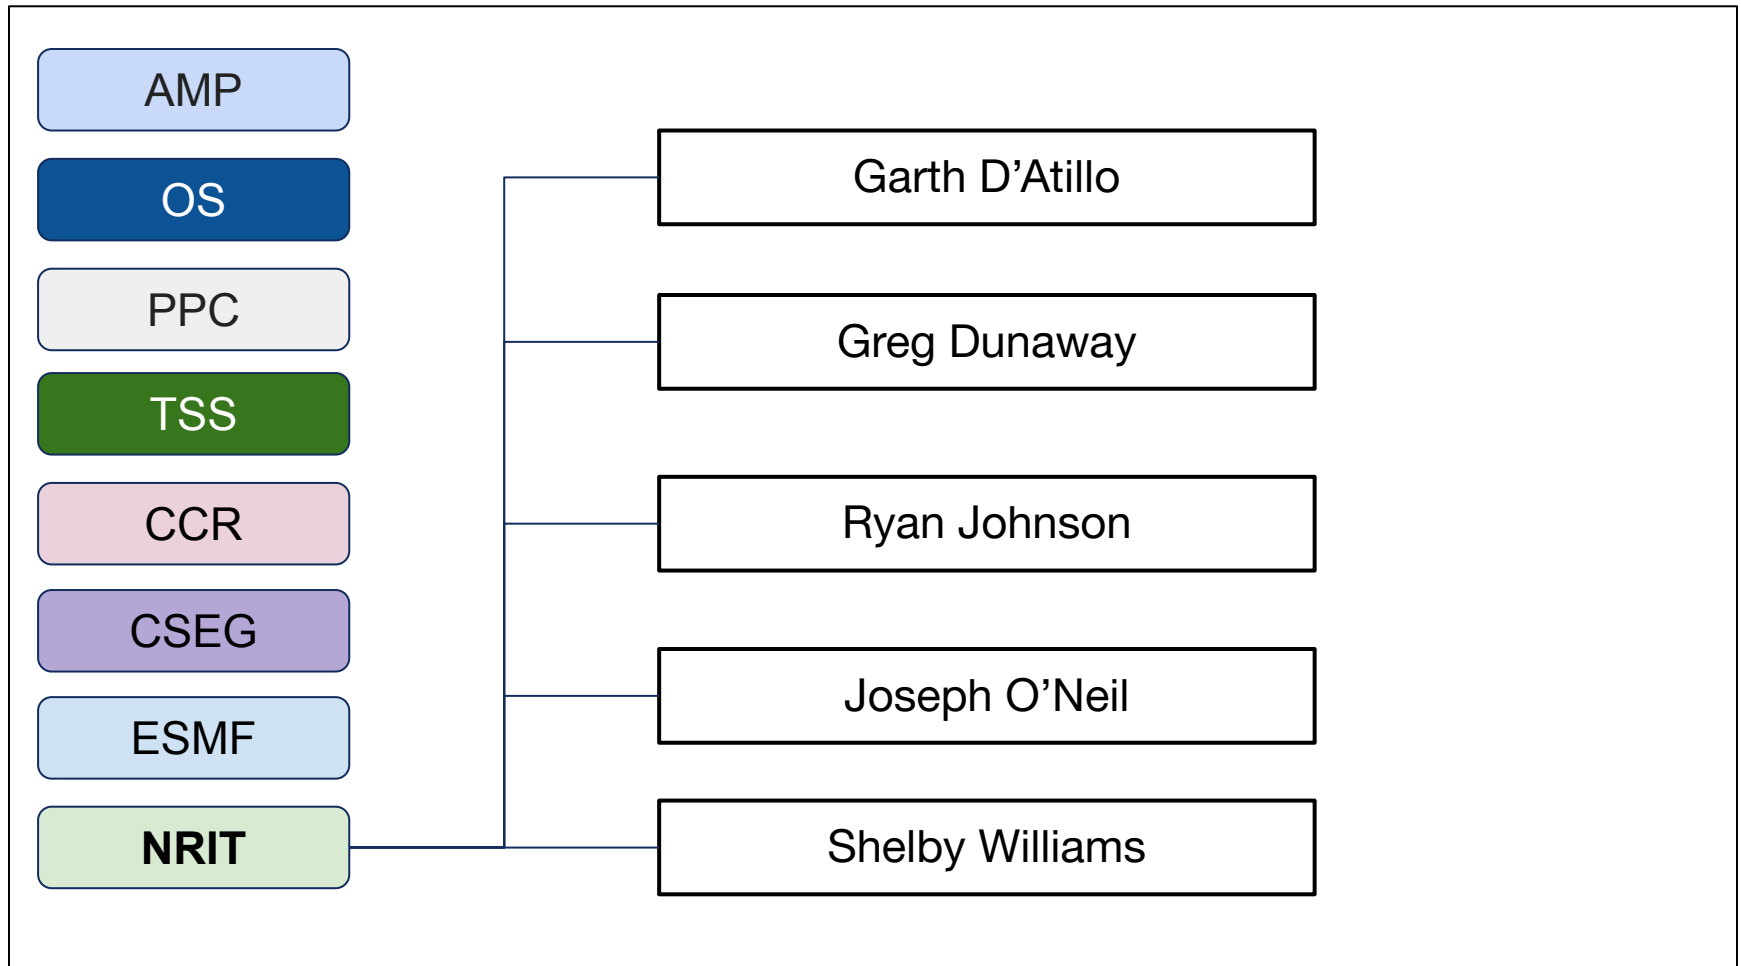 AMP
OS
PPC
TSS
CCR
CSEG
ESMF
NRIT
Garth D’Atillo
Greg Dunaway
Ryan Johnson
Joseph O’Neil
Shelby Williams